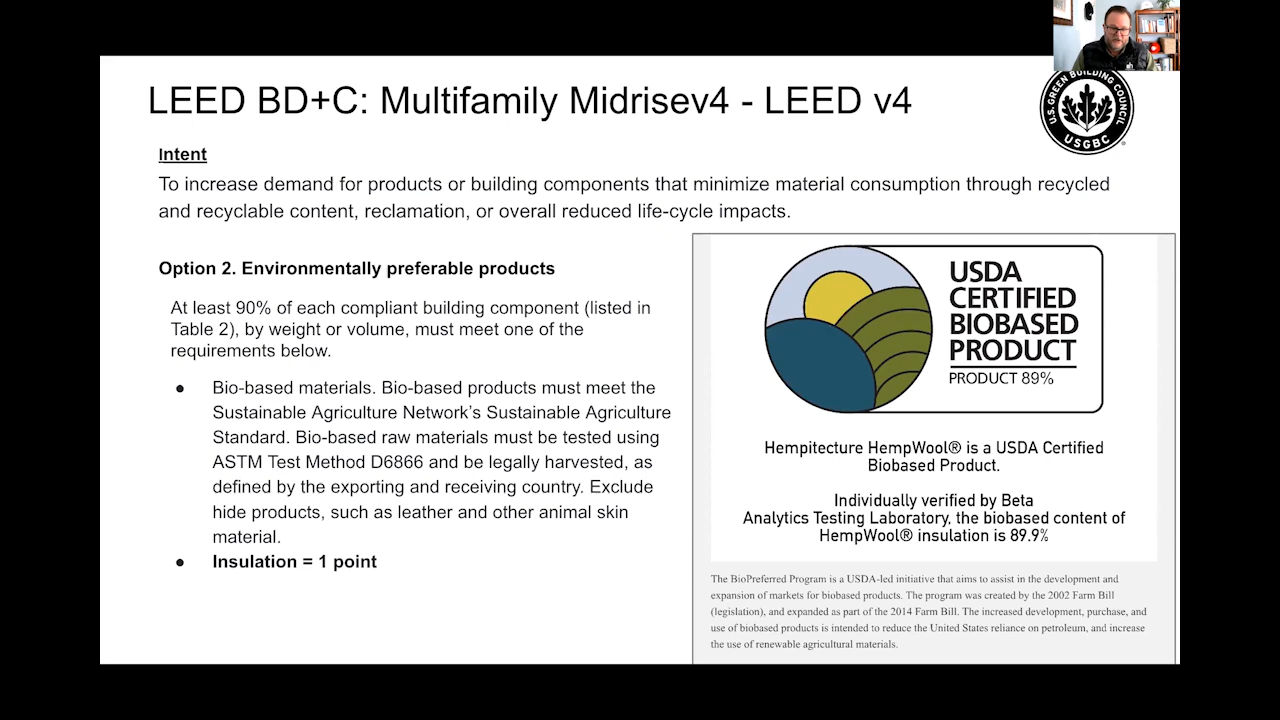 LEED BD+C: Multifamily Midrisev4 - LEED v4
U.S. GREEN BUILDING COUNCIL
USGBC
®
Intent
To increase demand for products or building components that minimize material consumption through recycled
and recyclable content, reclamation, or overall reduced life-cycle impacts.
Option 2. Environmentally preferable products
At least 90% of each compliant building component (listed in
Table 2), by weight or volume, must meet one of the
requirements below.
● Bio-based materials. Bio-based products must meet the
Sustainable Agriculture Network's Sustainable Agriculture
Standard. Bio-based raw materials must be tested using
ASTM Test Method D6866 and be legally harvested, as
defined by the exporting and receiving country. Exclude
hide products, such as leather and other animal skin
material.
● Insulation = 1 point
USDA
CERTIFIED
BIOBASED
PRODUCT
PRODUCT 89%
Hempitecture HempWool® is a USDA Certified
Biobased Product.
Individually verified by Beta
Analytics Testing Laboratory, the biobased content of
HempWool® insulation is 89.9%
The BioPreferred Program is a USDA-led initiative that aims to assist in the development and
expansion of markets for biobased products. The program was created by the 2002 Farm Bill
(legislation), and expanded as part of the 2014 Farm Bill. The increased development, purchase, and
use of biobased products is intended to reduce the United States reliance on petroleum, and increase
the use of renewable agricultural materials.